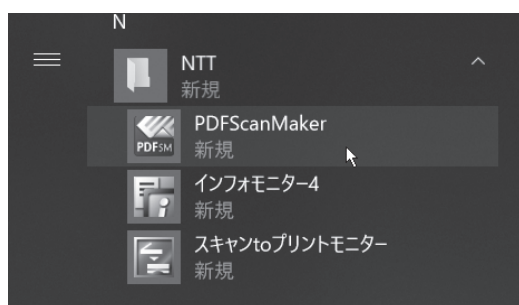 N
NTT
新規
PDFSM
PDFScanMaker
新規
インフォモニター4
新規
スキャンtoプリントモニター
新規